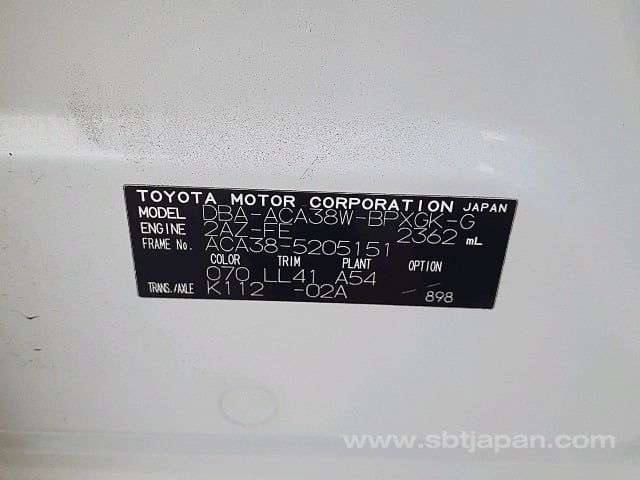 TOYOTA MOTOR CORPORATION JAPAN
MODEL DBA-ACA38W-BPXGK-G
ENGINE 2AZ-FE 2362 mL
FRAME No. ACA38-5205151
COLOR TRIM PLANT OPTION
070 LL41 A54
TRANS./AXLE K112 -02A 898
www.sbtjapan.com